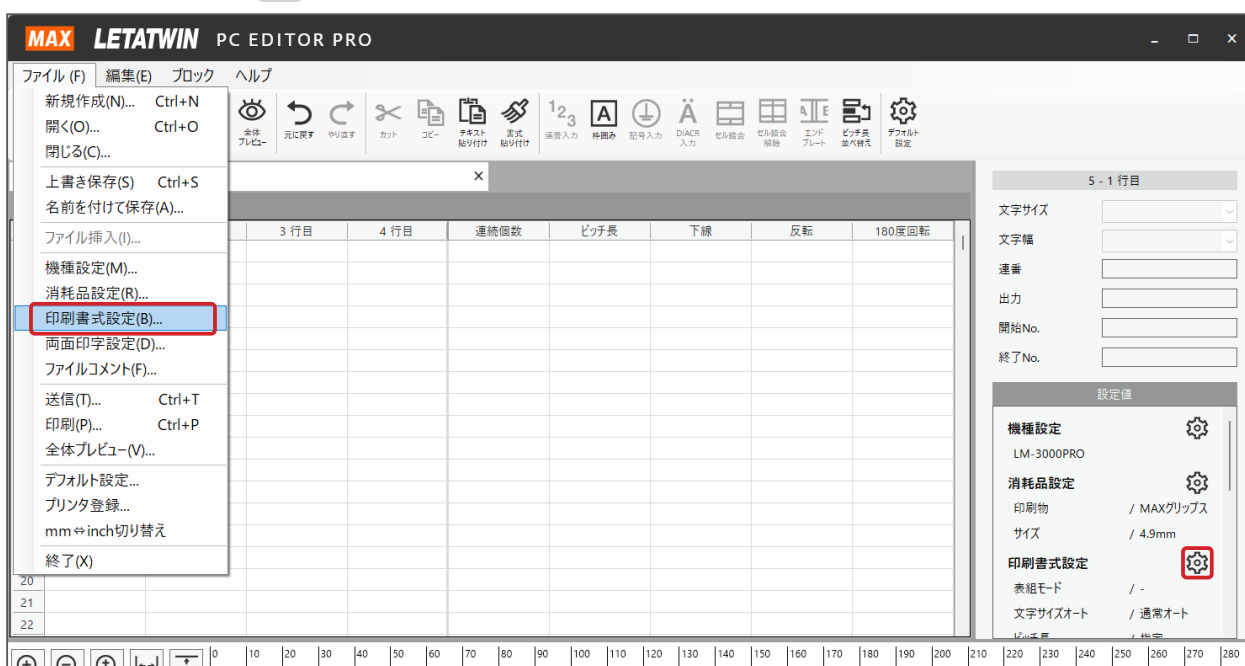 MAX LETATWIN PC EDITOR PRO
ファイル (F) 編集(E) ブロック ヘルプ
新規作成(N)... Ctrl+N
開く(O)... Ctrl+O
閉じる(C)...
上書き保存(S) Ctrl+S
名前を付けて保存(A)...
ファイル挿入(I)...
機種設定(M)...
消耗品設定(R)...
印刷書式設定(B)...
両面印字設定(D)...
ファイルコメント(F)...
送信(T)... Ctrl+T
印刷(P)... Ctrl+P
全体プレビュー(V)...
デフォルト設定...
プリンタ登録...
mm⇔inch切り替え
終了(X)
全体プレビュー 元に戻す やり直す カット コピー テキスト貼り付け 書式貼り付け 連番入力 枠囲み 記号入力 DIACR入力 セル結合 セル結合解除 エンドプレート ピッチ長並べ替え デフォルト設定
3 行目 4 行目 連続個数 ピッチ長 下線 反転 180度回転
20
21
22
5 - 1 行目
文字サイズ
文字幅
連番
出力
開始No.
終了No.
設定値
機種設定
LM-3000PRO
消耗品設定
印刷物 / MAXグリップス
サイズ / 4.9mm
印刷書式設定
表組モード / -
文字サイズオート / 通常オート
ピッチ長 / 指定
0 10 20 30 40 50 60 70 80 90 100 110 120 130 140 150 160 170 180 190 200 210 220 230 240 250 260 270 280